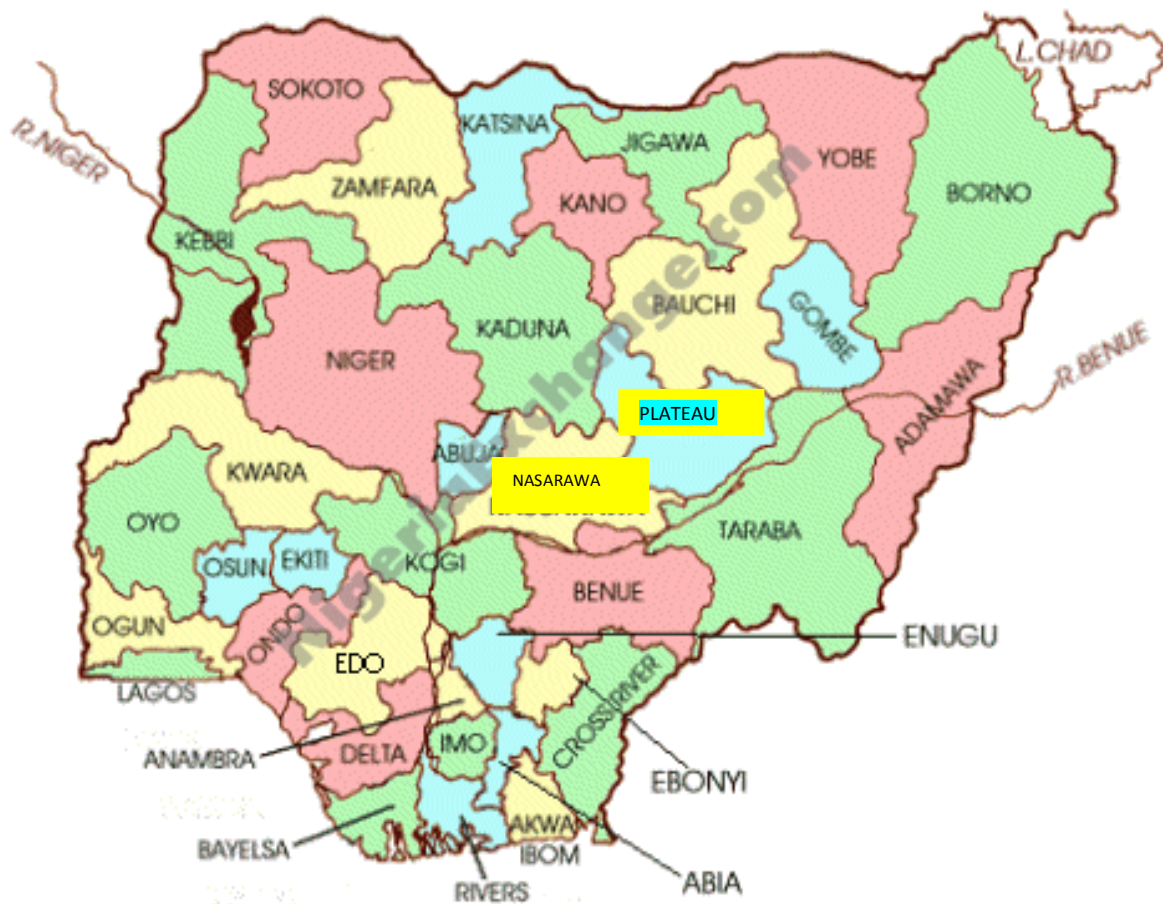 L.CHAD
SOKOTO
KATSINA
R.NIGER
JIGAWA
YOBE
ZAMFARA
KANO
BORNO
KEBBI
BAUCHI
GOMBE
KADUNA
NIGER
R.BENUE
PLATEAU
ADAMAWA
ABUJA
KWARA
NASARAWA
OYO
TARABA
OSUN
EKITI
KOGI
BENUE
OGUN
ONDO
ENUGU
EDO
LAGOS
CROSS RIVER
ANAMBRA
DELTA
IMO
EBONYI
AKWA
IBOM
BAYELSA
RIVERS
ABIA
Nigeriaexchange.com